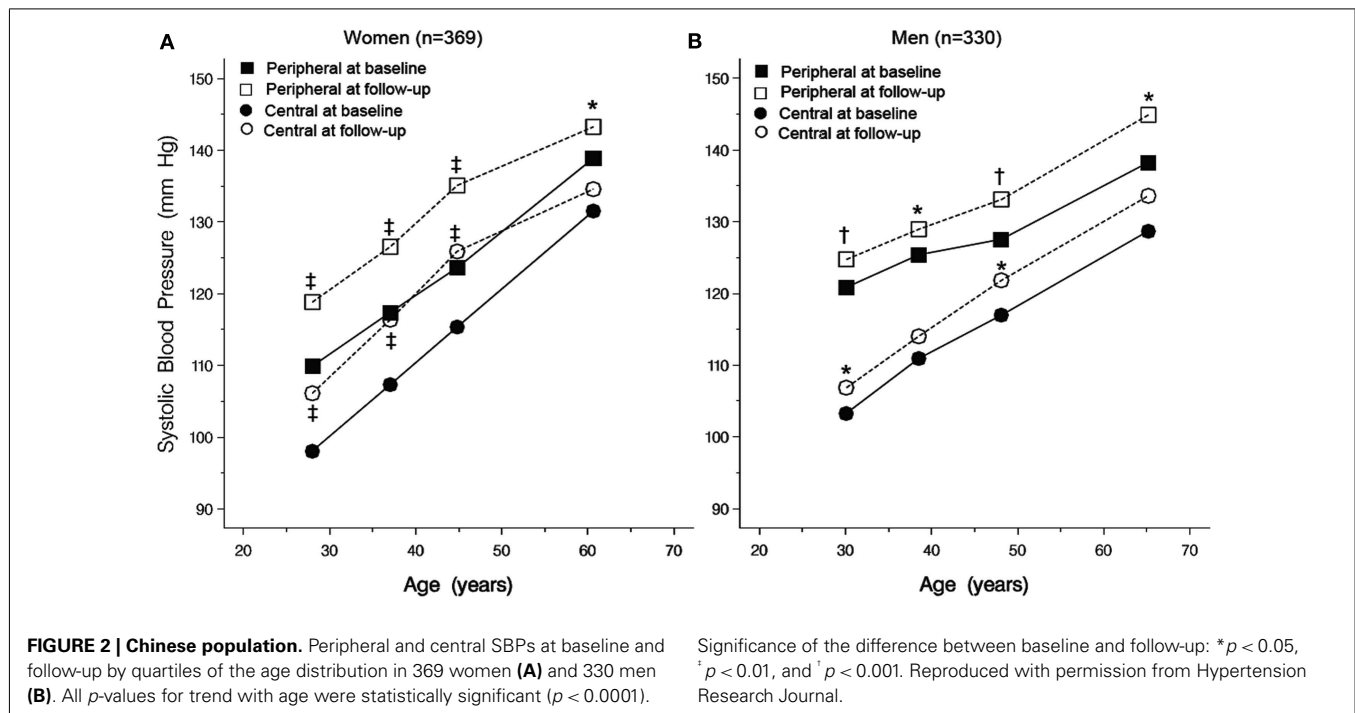 A
Women (n=369)
Peripheral at baseline
Peripheral at follow-up
Central at baseline
Central at follow-up
Systolic Blood Pressure (mm Hg)
150
140
130
120
110
100
90
* 
‡
‡
‡
‡
‡
‡
20 30 40 50 60 70
Age (years)
B
Men (n=330)
Peripheral at baseline
Peripheral at follow-up
Central at baseline
Central at follow-up
150
140
130
120
110
100
90
*
†
*
†
*
*
20 30 40 50 60 70
Age (years)
FIGURE 2 | Chinese population. Peripheral and central SBPs at baseline and
follow-up by quartiles of the age distribution in 369 women (A) and 330 men
(B). All p-values for trend with age were statistically significant (p < 0.0001).
Significance of the difference between baseline and follow-up: *p < 0.05,
‡p < 0.01, and †p < 0.001. Reproduced with permission from Hypertension
Research Journal.